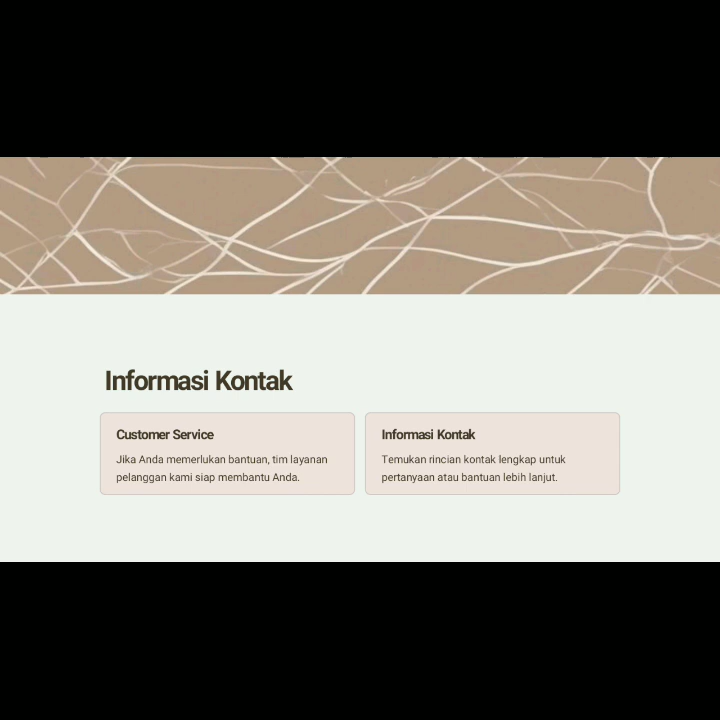 Informasi Kontak
Customer Service
Jika Anda memerlukan bantuan, tim layanan
pelanggan kami siap membantu Anda.
Informasi Kontak
Temukan rincian kontak lengkap untuk
pertanyaan atau bantuan lebih lanjut.